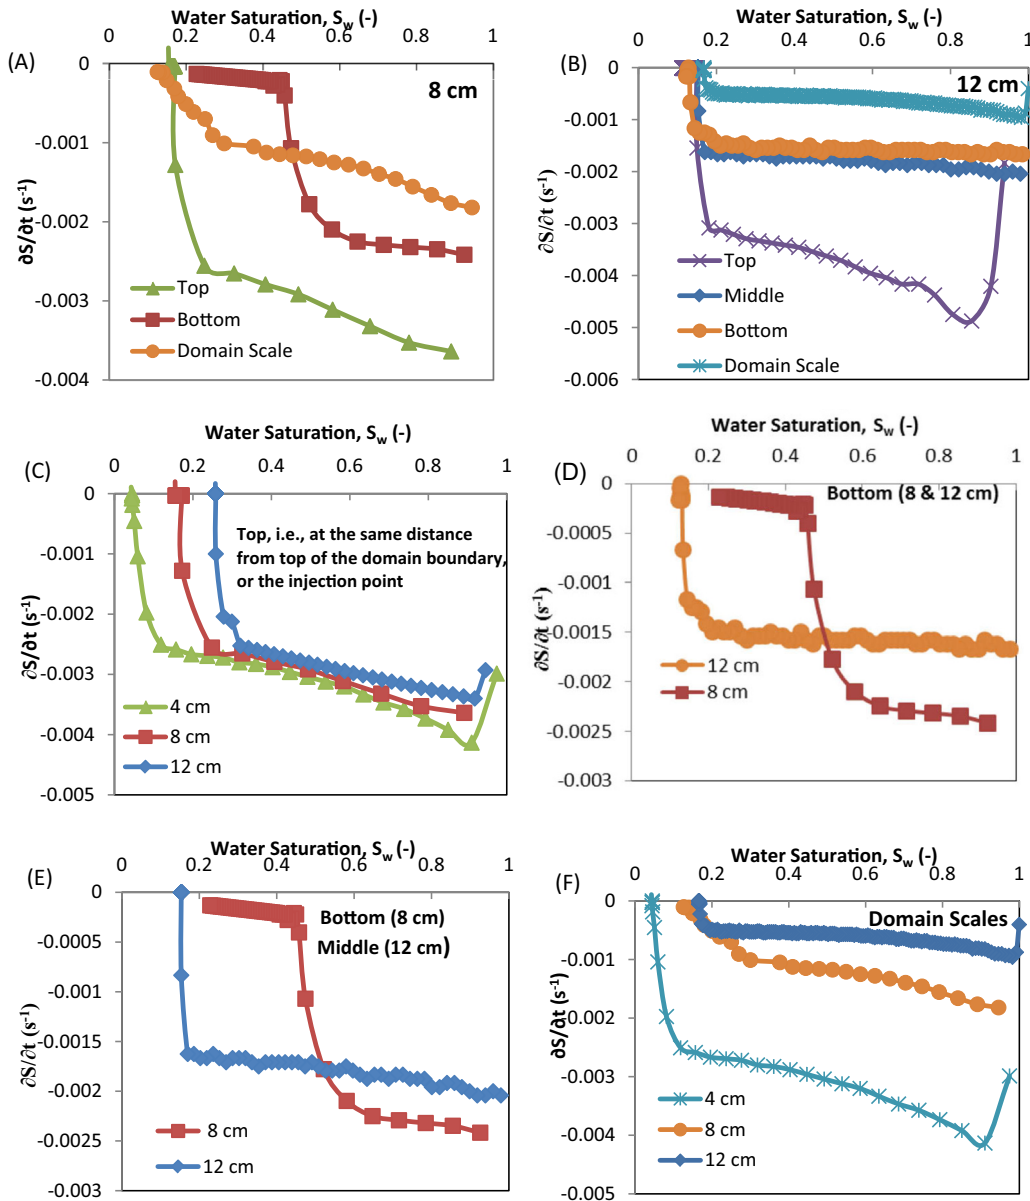 Water Saturation, Sw (-)
0 0.2 0.4 0.6 0.8 1
(A)
8 cm
0
-0.001
-0.002
-0.003
-0.004
∂S/∂t (s-1)
Top
Bottom
Domain Scale
Water Saturation, Sw (-)
0 0.2 0.4 0.6 0.8 1
(B)
12 cm
0
-0.001
-0.002
-0.003
-0.004
-0.005
-0.006
∂S/∂t (s-1)
Top
Middle
Bottom
Domain Scale
Water Saturation, Sw (-)
0 0.2 0.4 0.6 0.8 1
(C)
Top, i.e., at the same distance
from top of the domain boundary,
or the injection point
0
-0.001
-0.002
-0.003
-0.004
-0.005
∂S/∂t (s-1)
4 cm
8 cm
12 cm
Water Saturation, Sw (-)
0 0.2 0.4 0.6 0.8 1
(D)
Bottom (8 & 12 cm)
0
-0.0005
-0.001
-0.0015
-0.002
-0.0025
-0.003
∂S/∂t (s-1)
12 cm
8 cm
Water Saturation, Sw (-)
0 0.2 0.4 0.6 0.8 1
(E)
Bottom (8 cm)
Middle (12 cm)
0
-0.0005
-0.001
-0.0015
-0.002
-0.0025
-0.003
∂S/∂t (s-1)
8 cm
12 cm
Water Saturation, Sw (-)
0 0.2 0.4 0.6 0.8 1
(F)
Domain Scales
0
-0.001
-0.002
-0.003
-0.004
-0.005
∂S/∂t (s-1)
4 cm
8 cm
12 cm